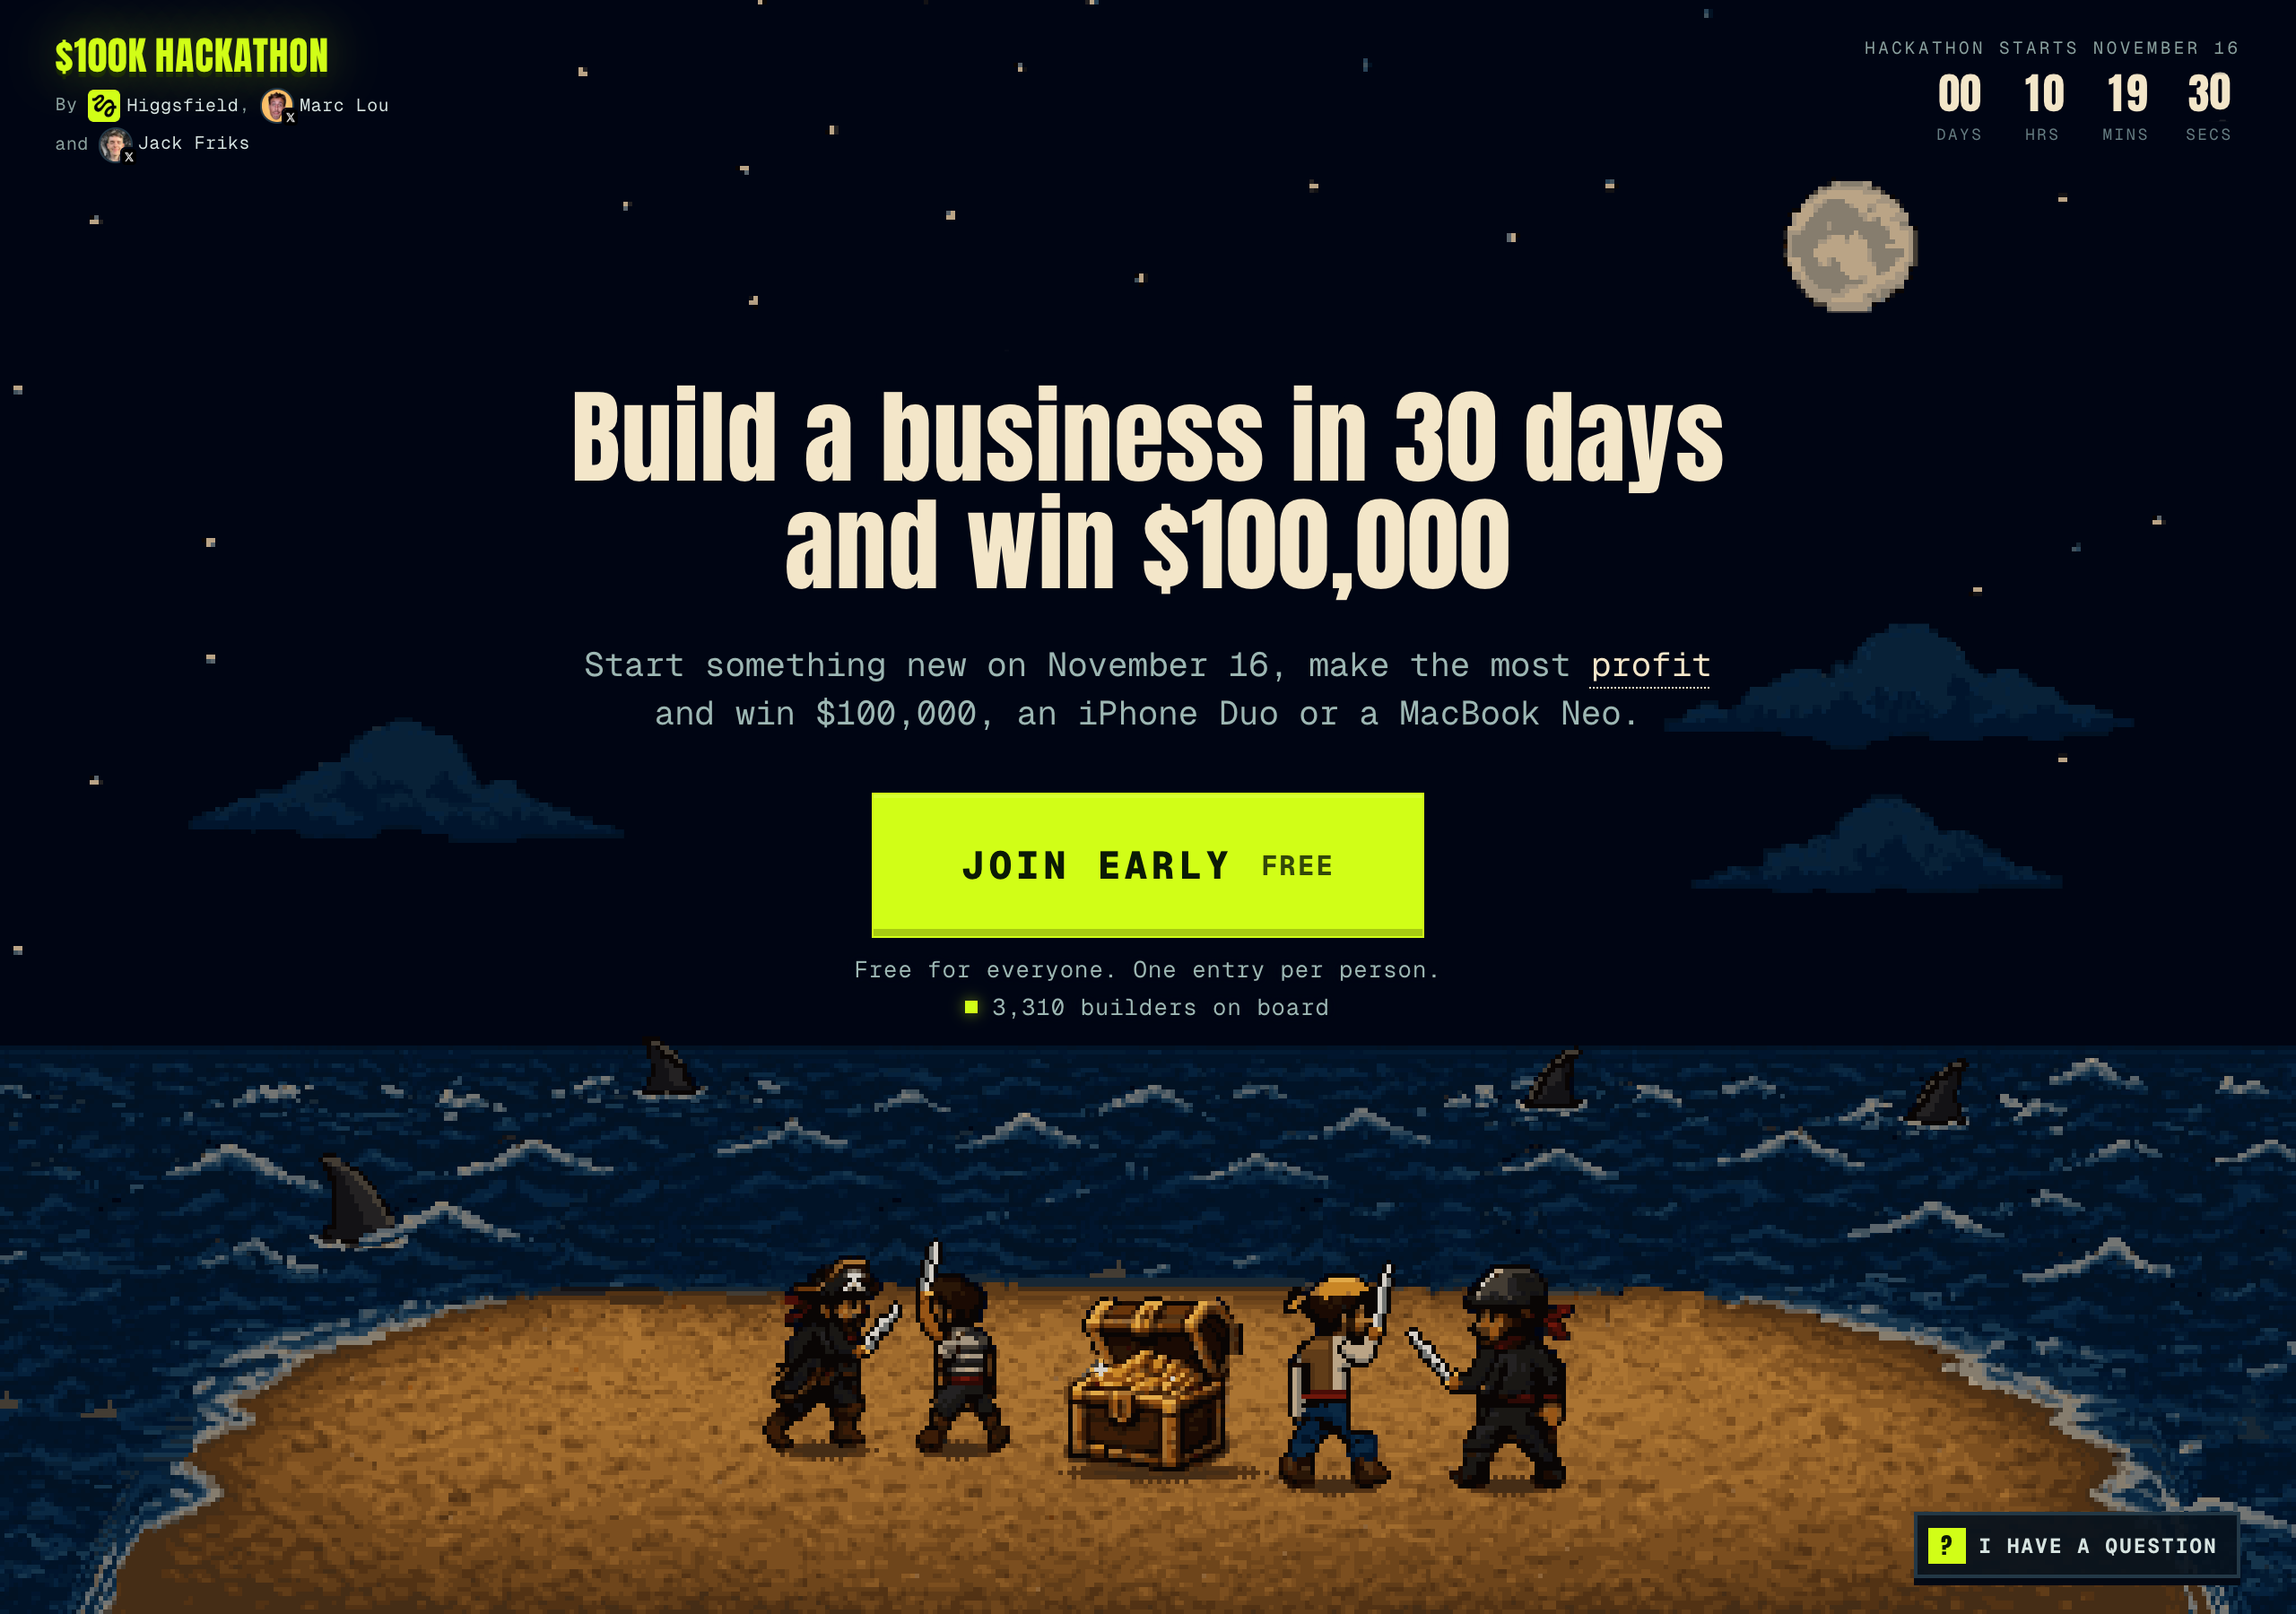 $100K HACKATHON
By Higgsfield, Marc Lou
and Jack Friks
HACKATHON STARTS NOVEMBER 16
00 10 19 30
DAYS HRS MINS SECS
Build a business in 30 days
and win $100,000
Start something new on November 16, make the most profit
and win $100,000, an iPhone Duo or a MacBook Neo.
JOIN EARLY FREE
Free for everyone. One entry per person.
3,310 builders on board
? I HAVE A QUESTION